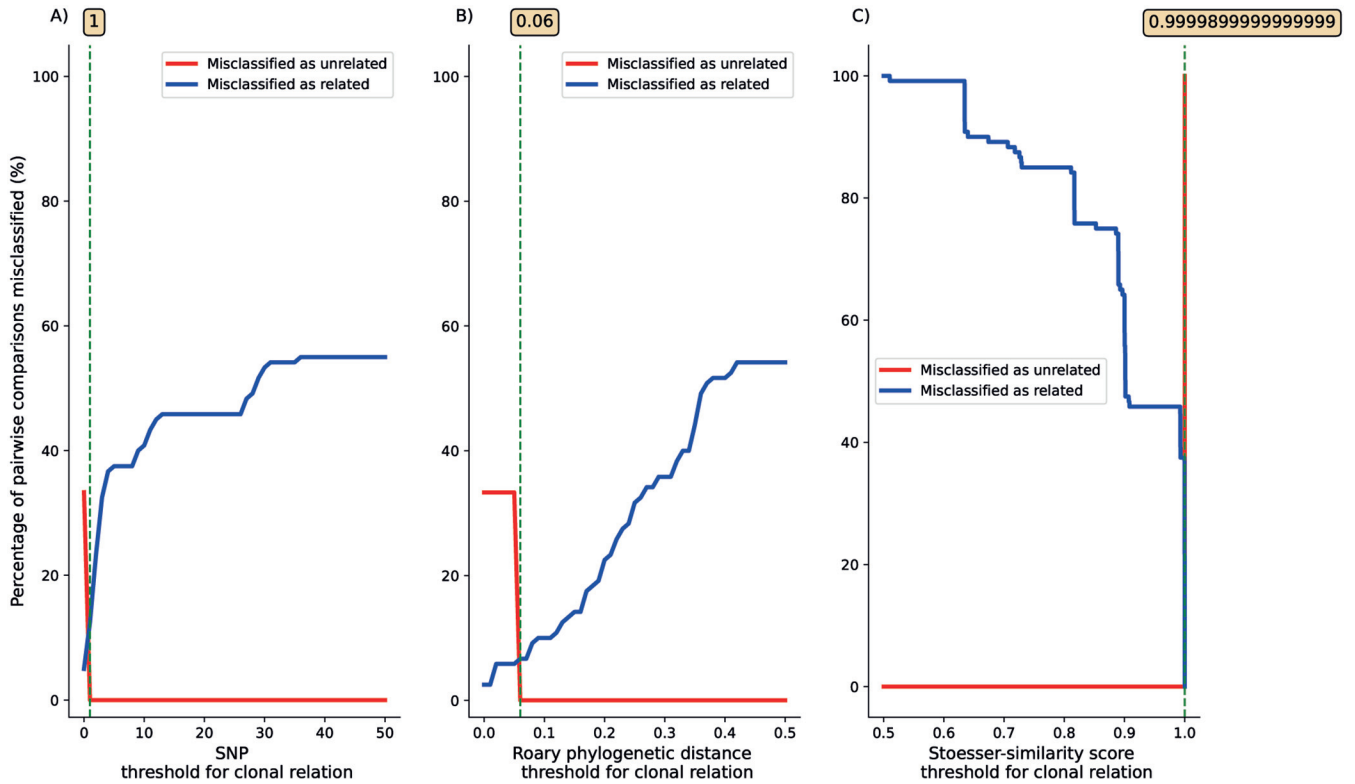 A)
1
Misclassified as unrelated
Misclassified as related
Percentage of pairwise comparisons misclassified (%)
100
80
60
40
20
0
0 10 20 30 40 50
SNP
threshold for clonal relation
B)
0.06
Misclassified as unrelated
Misclassified as related
100
80
60
40
20
0
0.0 0.1 0.2 0.3 0.4 0.5
Roary phylogenetic distance
threshold for clonal relation
C)
0.9999899999999999
100
80
60
40
20
0
Misclassified as unrelated
Misclassified as related
0.5 0.6 0.7 0.8 0.9 1.0
Stoesser-similarity score
threshold for clonal relation